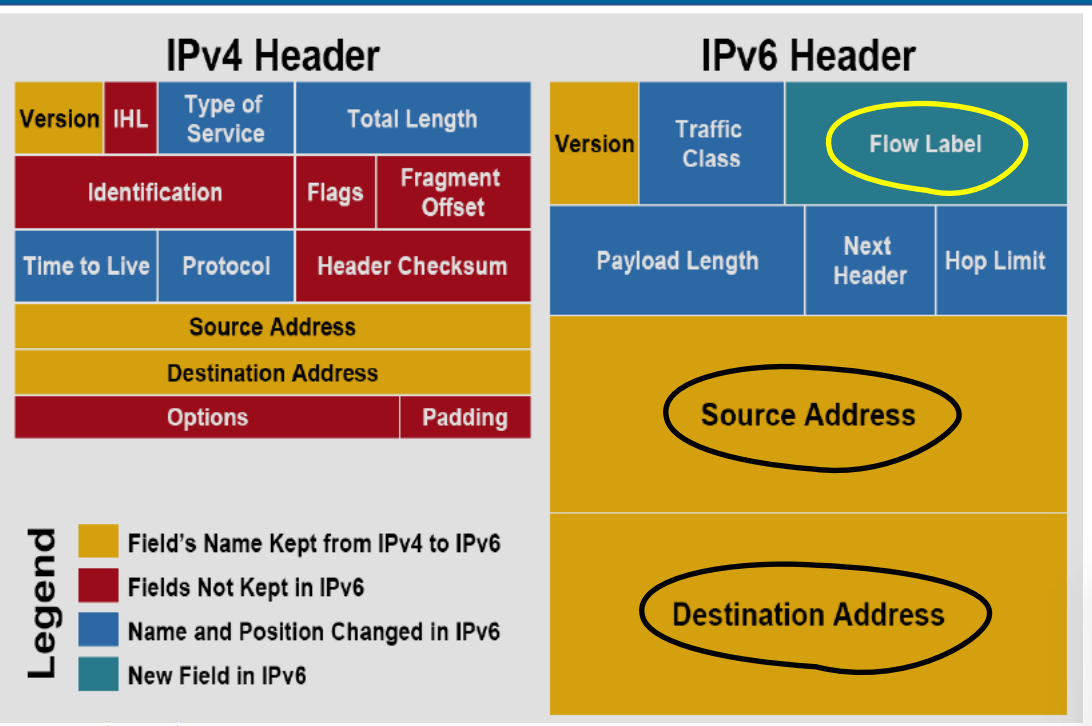 IPv4 Header
Version IHL Type of Service Total Length
Identification Flags Fragment Offset
Time to Live Protocol Header Checksum
Source Address
Destination Address
Options Padding
IPv6 Header
Version Traffic Class Flow Label
Payload Length Next Header Hop Limit
Source Address
Destination Address
Legend
Field's Name Kept from IPv4 to IPv6
Fields Not Kept in IPv6
Name and Position Changed in IPv6
New Field in IPv6